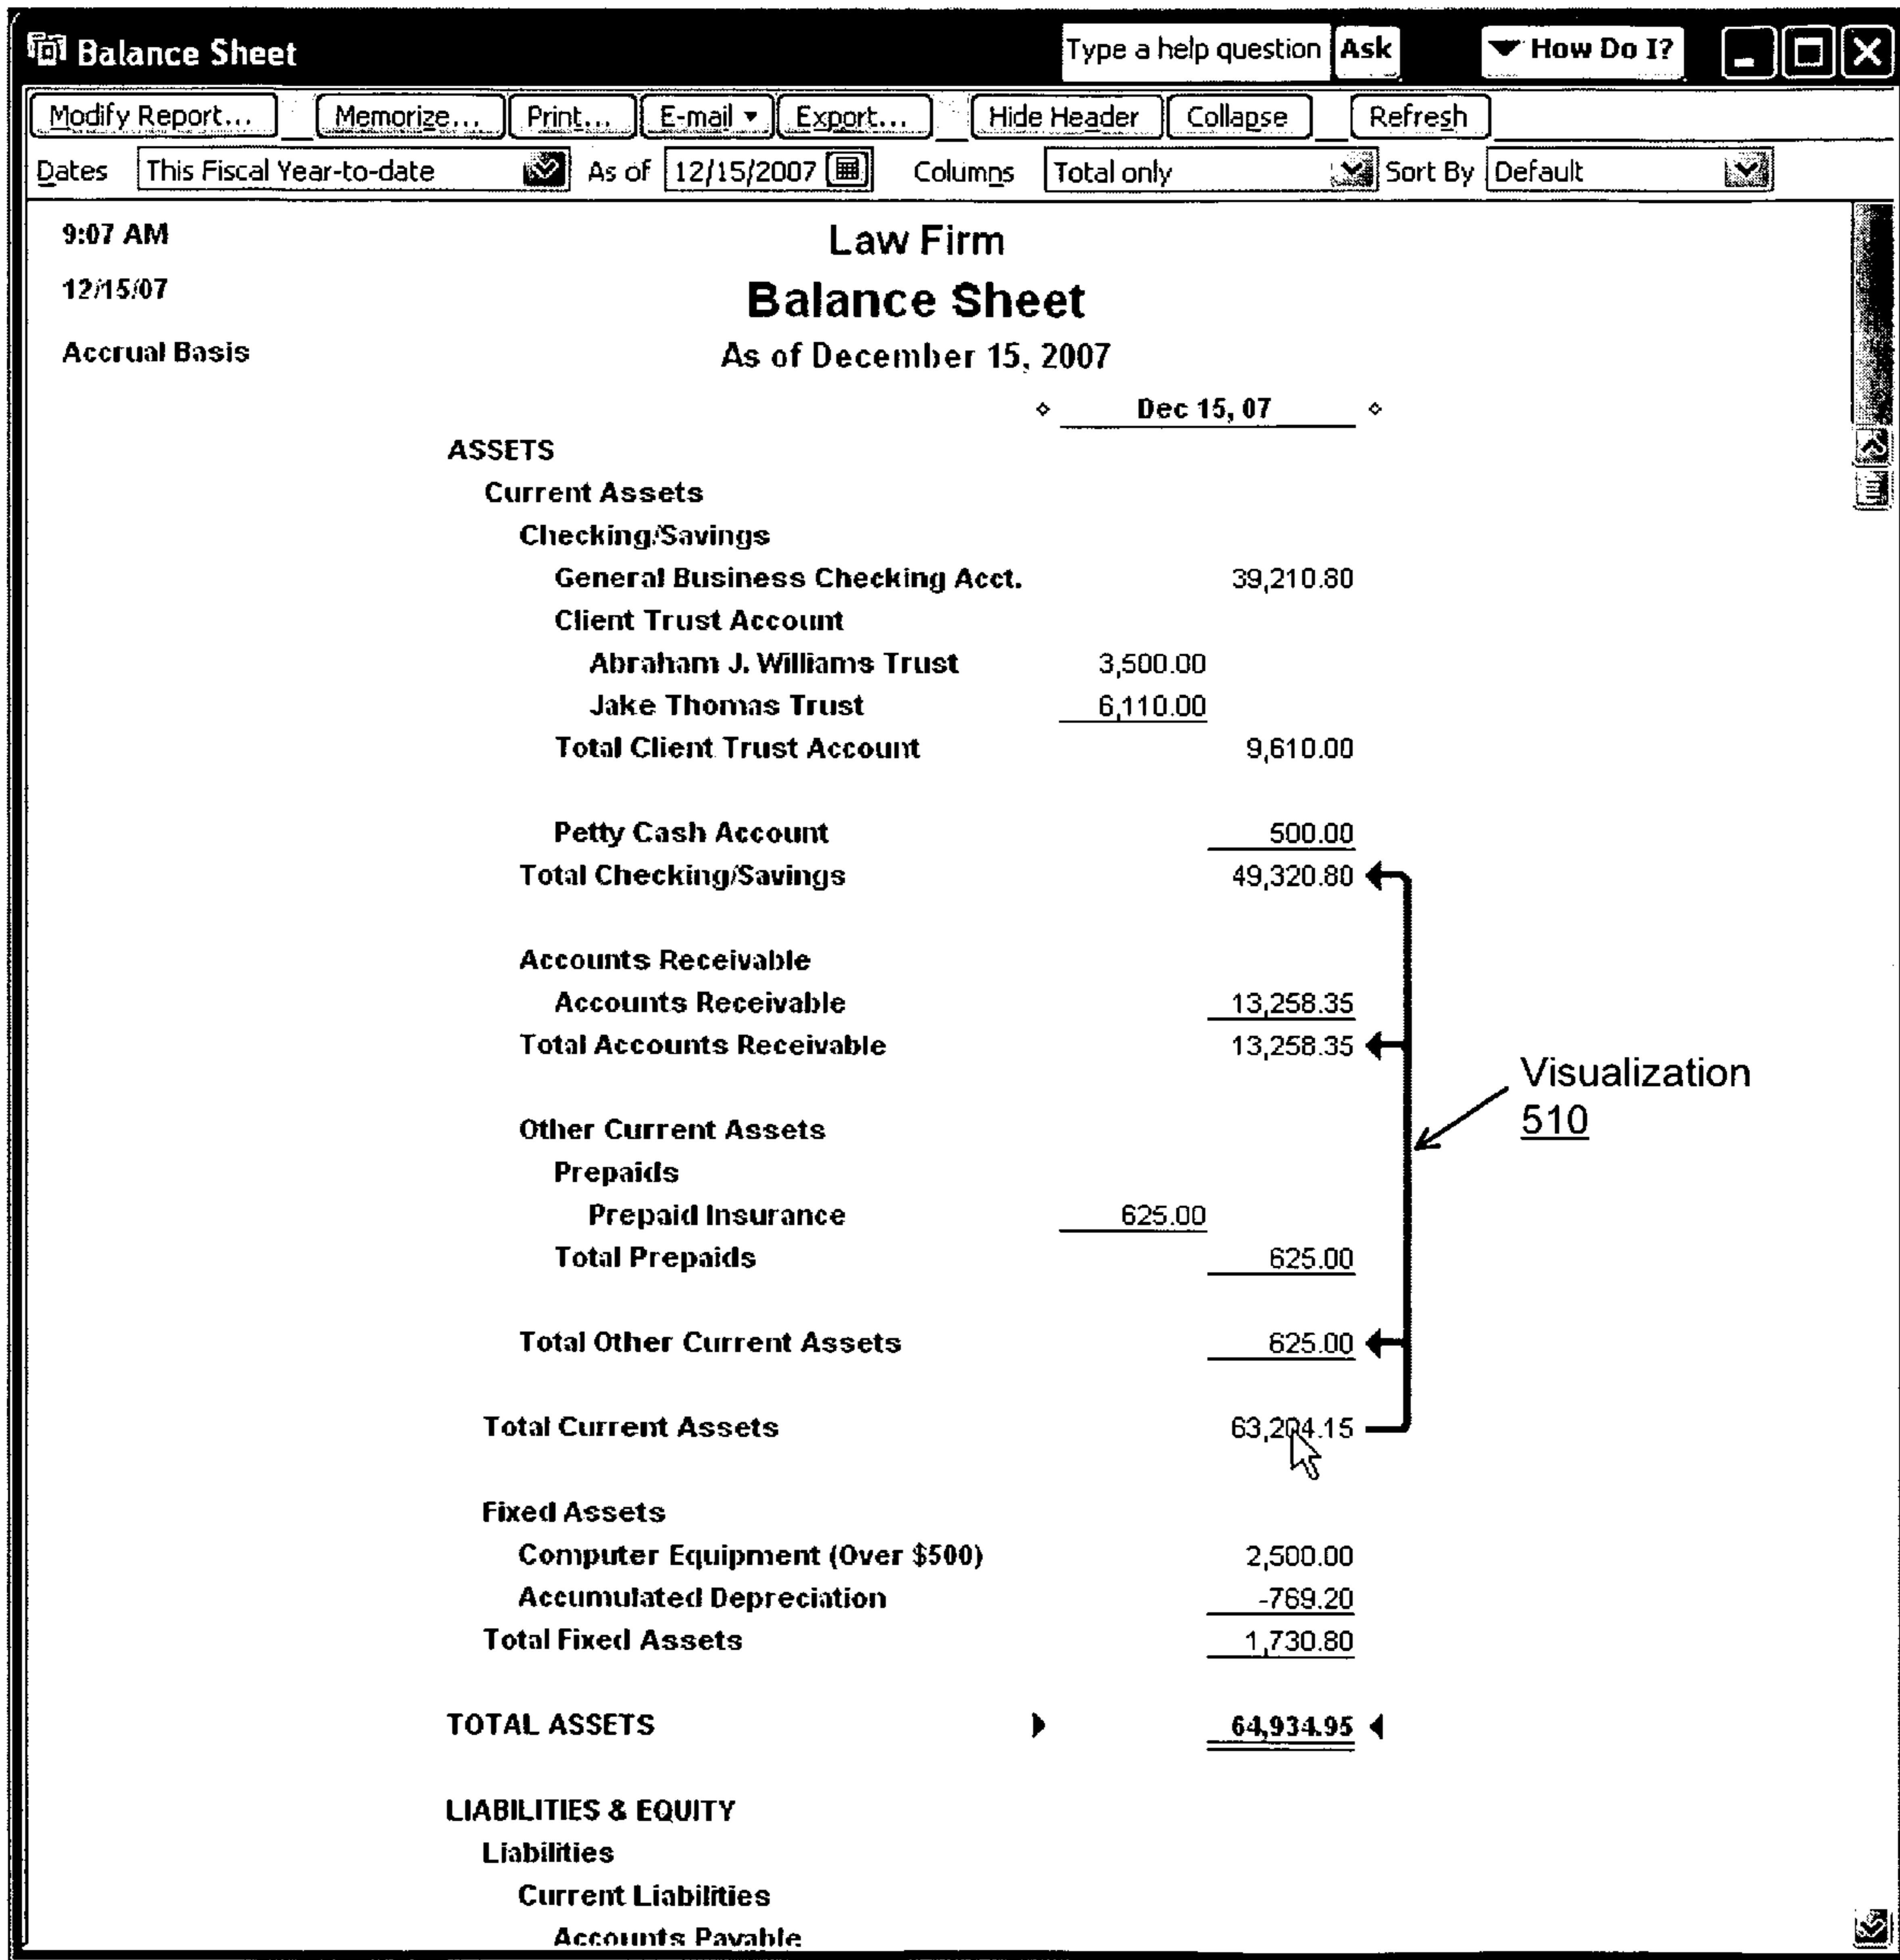 Balance Sheet Type a help question Ask How Do I?
Modify Report... Memorize... Print... E-mail Export... Hide Header Collapse Refresh
Dates This Fiscal Year-to-date As of 12/15/2007 Columns Total only Sort By Default
9:07 AM Law Firm
12/15/07 Balance Sheet
Accrual Basis As of December 15, 2007
Dec 15, 07
ASSETS
Current Assets
Checking/Savings
General Business Checking Acct. 39,210.80
Client Trust Account
Abraham J. Williams Trust 3,500.00
Jake Thomas Trust 6,110.00
Total Client Trust Account 9,610.00
Petty Cash Account 500.00
Total Checking/Savings 49,320.80
Accounts Receivable
Accounts Receivable 13,258.35
Total Accounts Receivable 13,258.35
Visualization
510
Other Current Assets
Prepaids
Prepaid Insurance 625.00
Total Prepaids 625.00
Total Other Current Assets 625.00
Total Current Assets 63,204.15
Fixed Assets
Computer Equipment (Over $500) 2,500.00
Accumulated Depreciation -769.20
Total Fixed Assets 1,730.80
TOTAL ASSETS 64,934.95
LIABILITIES & EQUITY
Liabilities
Current Liabilities
Accounts Payable